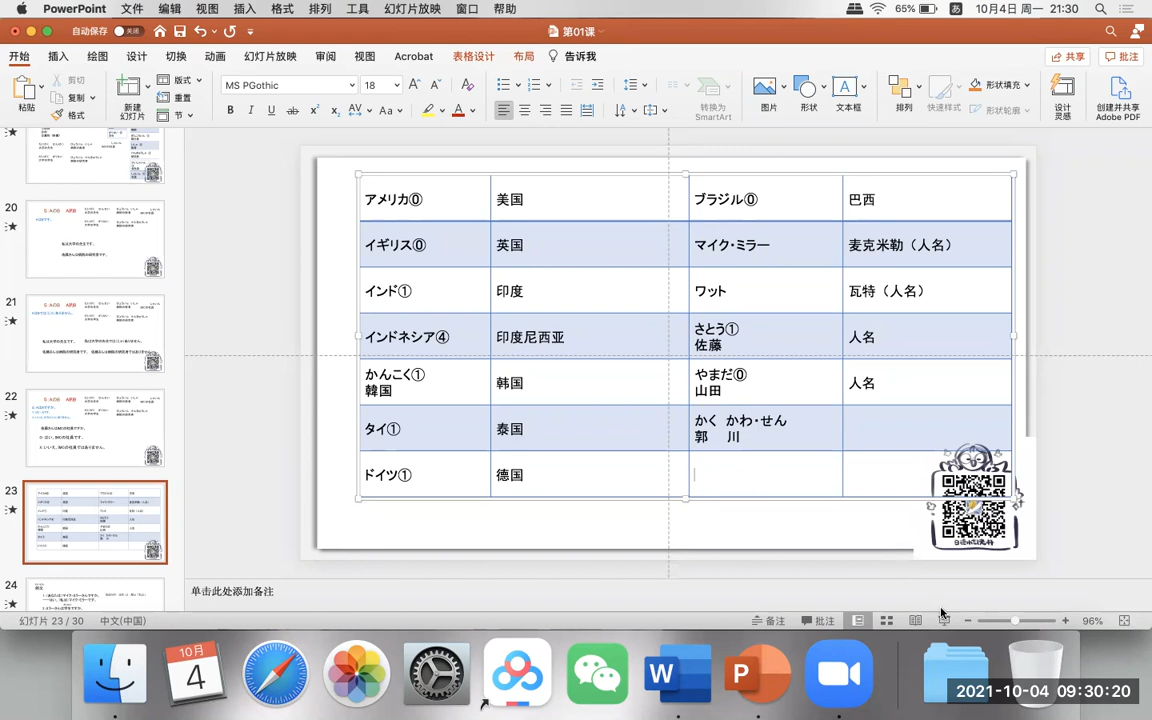 PowerPoint 文件 编辑 视图 插入 格式 排列 工具 幻灯片放映 窗口 帮助 65% あ 10月4日 周一 21:30
自动保存 关闭 第01课
开始 插入 绘图 设计 切换 动画 幻灯片放映 审阅 视图 Acrobat 表格设计 布局 告诉我 共享 批注
粘贴 剪切 复制 格式 新建幻灯片 版式 重置 节 MS PGothic 18 转换为 SmartArt 图片 形状 文本框 排列 快速样式 形状填充 形状轮廓 设计灵感 创建并共享 Adobe PDF
アメリカ⓪ 美国 ブラジル⓪ 巴西
イギリス⓪ 英国 マイク・ミラー 麦克米勒（人名）
インド① 印度 ワット 瓦特（人名）
インドネシア④ 印度尼西亚 さとう① 佐藤 人名
かんこく① 韓国 韩国 やまだ⓪ 山田 人名
タイ① 泰国 かく かわ・せん
郭 川
ドイツ① 德国
20
21
22
23
24
单击此处添加备注
幻灯片 23 / 30 中文(中国) 备注 批注 96%
10月
4
W
P
2021-10-04 09:30:20